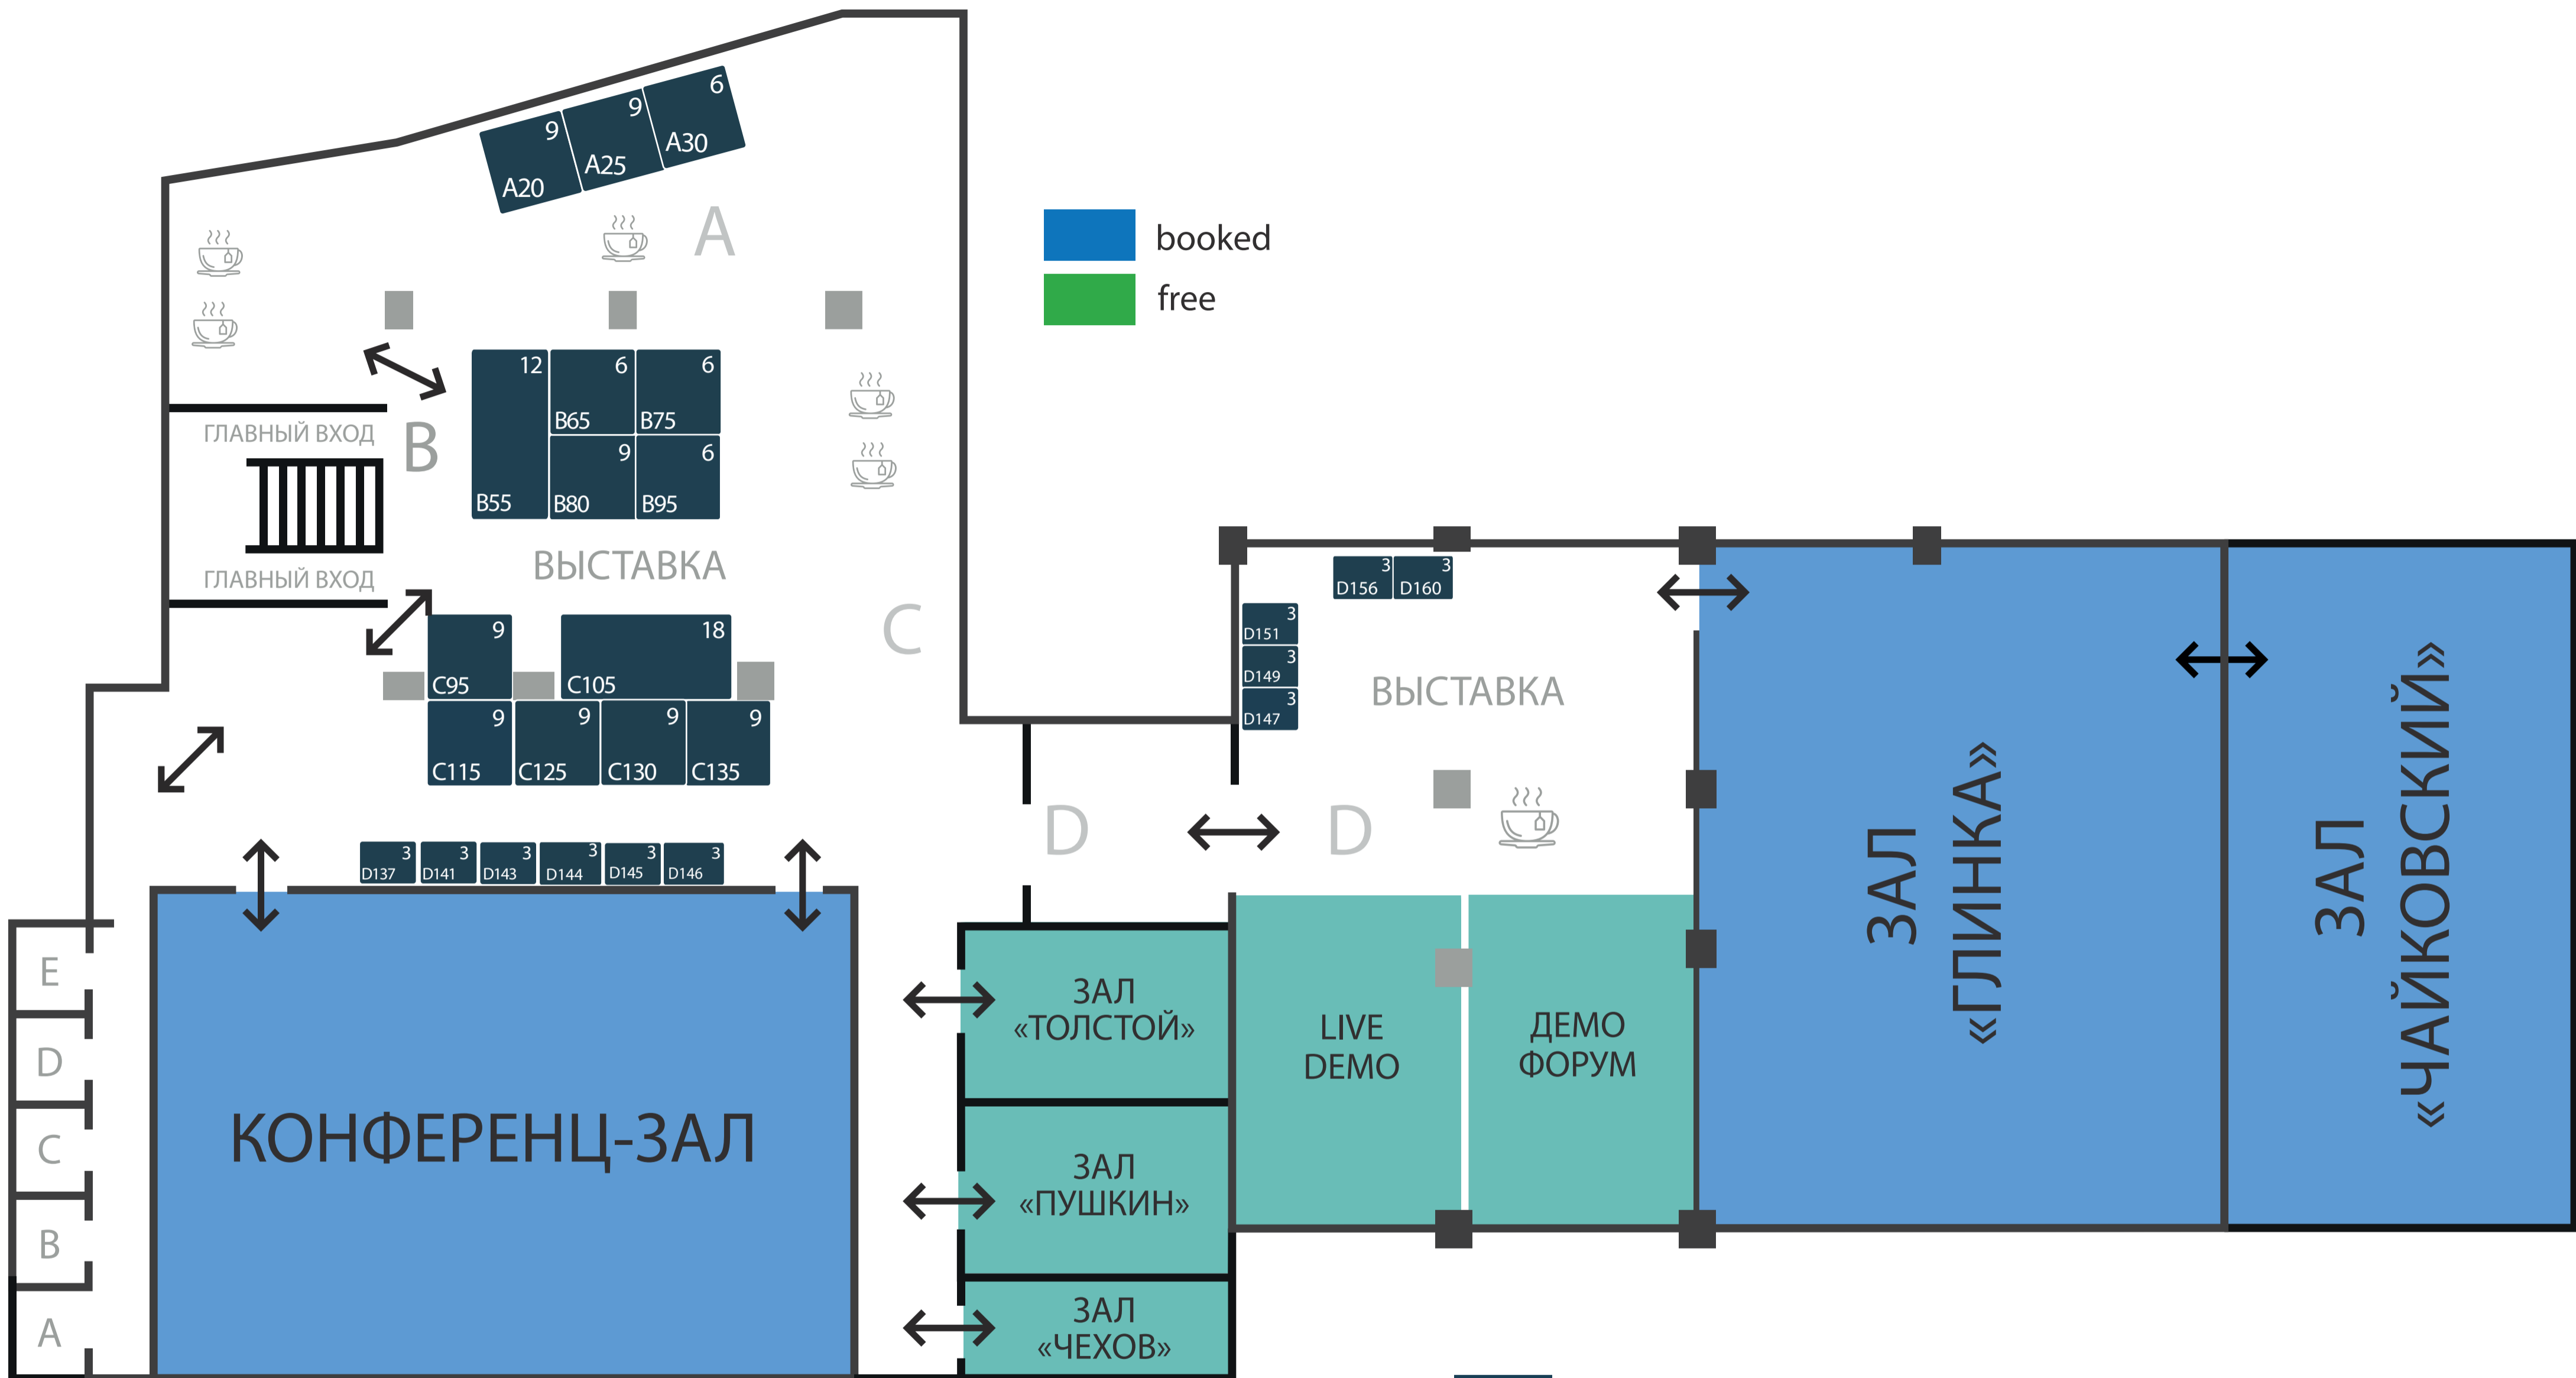 6
9
9
A30
A25
A20
A
booked
free
12
6
6
B65
B75
ГЛАВНЫЙ ВХОД
B
9
6
B55
B80
B95
ВЫСТАВКА
ГЛАВНЫЙ ВХОД
3
3
D156
D160
9
18
C
3
D151
3
D149
3
D147
C95
C105
ВЫСТАВКА
9
9
9
9
C115
C125
C130
C135
D
D
3
3
3
3
3
3
D137
D141
D143
D144
D145
D146
ЗАЛ
«ГЛИНКА»
ЗАЛ
«ЧАЙКОВСКИЙ»
E
D
C
B
A
КОНФЕРЕНЦ-ЗАЛ
ЗАЛ
«ТОЛСТОЙ»
ЗАЛ
«ПУШКИН»
ЗАЛ
«ЧЕХОВ»
LIVE
DEMO
ДЕМО
ФОРУМ